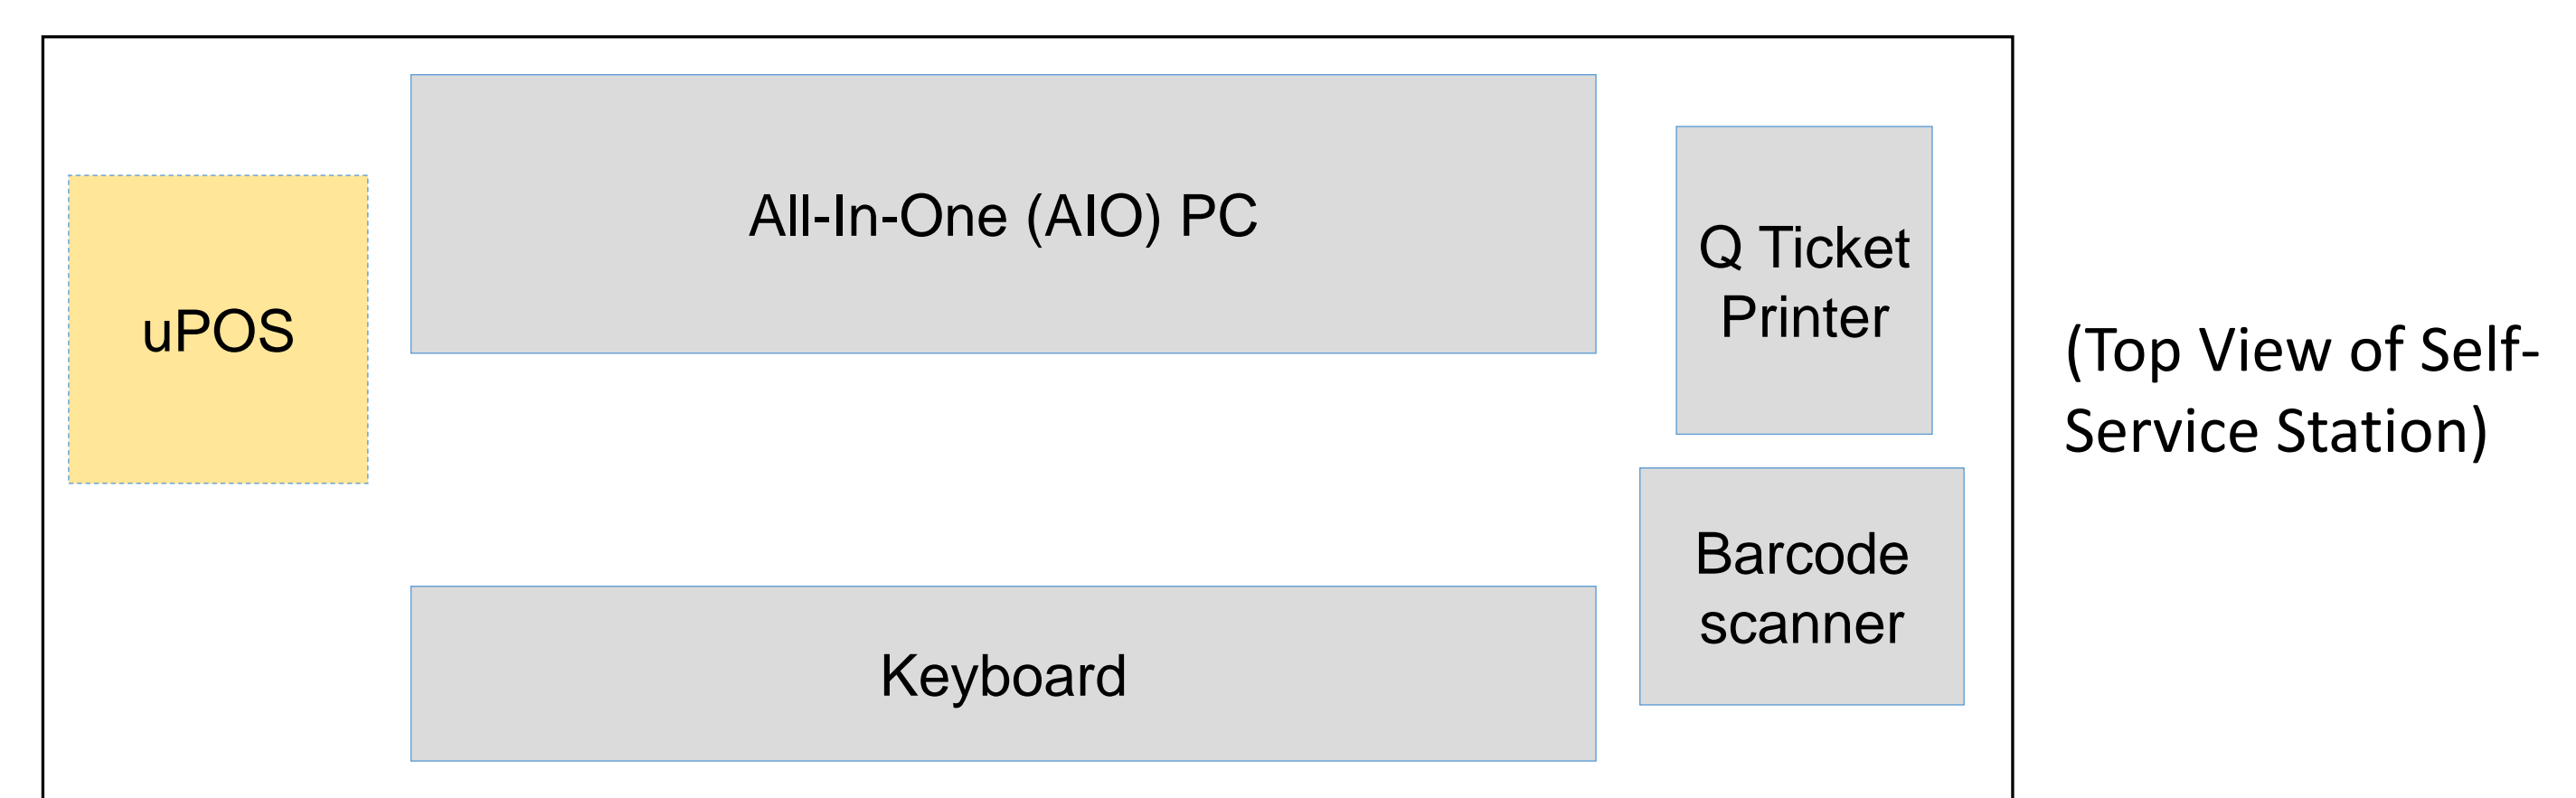 All-In-One (AIO) PC
uPOS
Q Ticket
Printer
(Top View of Self-
Service Station)
Barcode
scanner
Keyboard